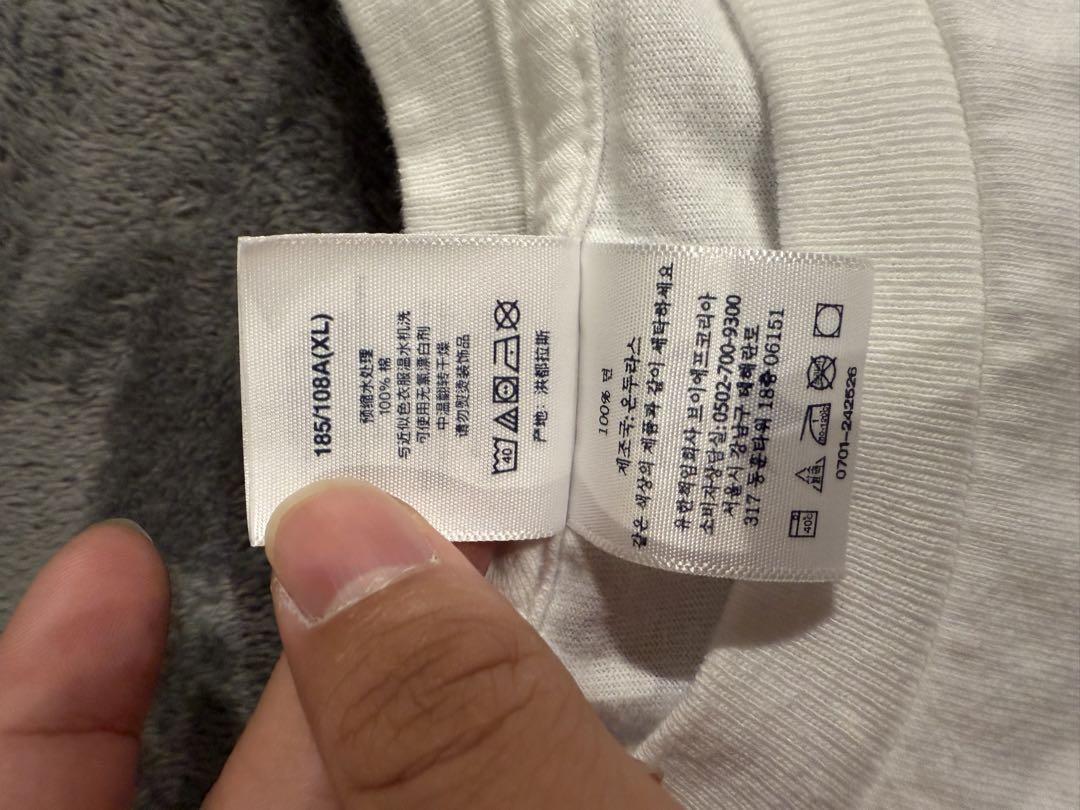 185/108A(XL)
预缩水处理
100% 棉
与近似色衣服温水机洗
可使用无氯漂白剂
中温翻转干燥
请勿熨烫装饰品
40
产地 洪都拉斯
100% 면
제조국: 온두라스
같은 색상의 제품과 같이 세탁하세요
유한책임회사 브이에프코리아
소비자상담실: 0502-700-9300
서울시 강남구 테헤란로
317 동훈타워 18층 06151
40℃
0701-242526